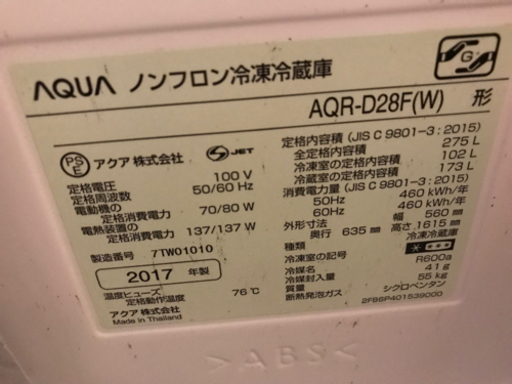 AQUA ノンフロン冷凍冷蔵庫
AQR-D28F(W) 形
G
PS E
アクア 株式会社
JET
定格電圧 100 V
定格周波数 50/60 Hz
電動機の
定格消費電力 70/80 W
電熱装置の
定格消費電力 137/137 W
製造番号 7TW01010
2017 年製
温度ヒューズ
定格動作温度 76℃
アクア 株式会社
Made in Thailand
定格内容積 (JIS C 9801-3 : 2015)
全定格内容積 275 L
冷凍室の定格内容積 102 L
冷蔵室の定格内容積 173 L
消費電力量 (JIS C 9801-3 : 2015)
50Hz 460 kWh/年
60Hz 460 kWh/年
外形寸法 幅 560 mm
奥行 635 mm 高さ 1615 mm
種類 冷凍冷蔵庫
冷凍室の記号
冷媒名 R600a
冷媒封入量 41 g
質量 55 kg
断熱発泡ガス シクロペンタン
2FB6P401539000
>ABS<